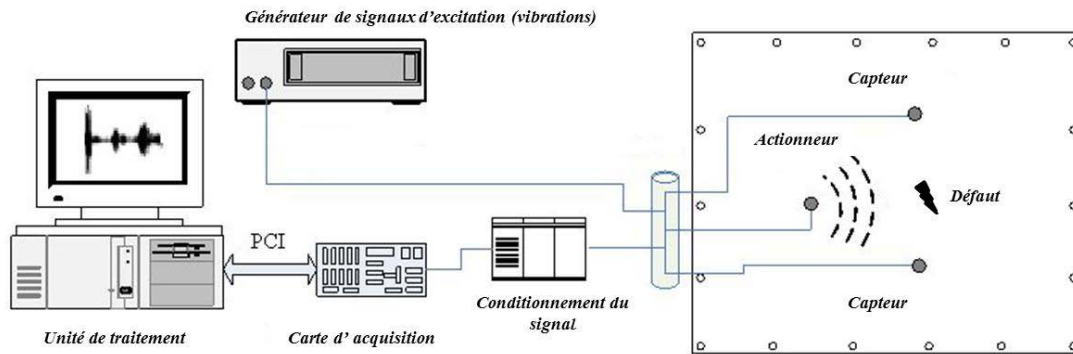 Générateur de signaux d'excitation (vibrations)
Capteur
Actionneur
Défaut
PCI
Capteur
Unité de traitement
Carte d' acquisition
Conditionnement du
signal